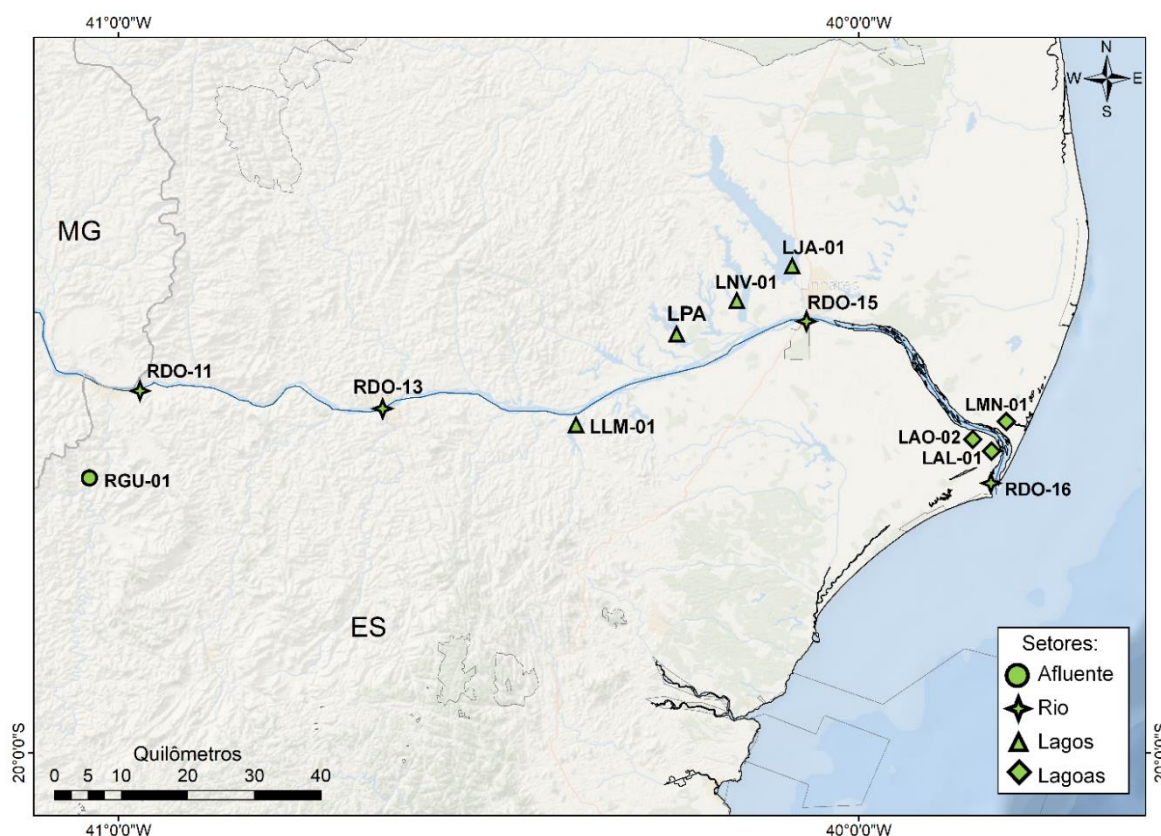 41°0'0"W
40°0'0"W
N
W
E
S
MG
LJA-01
LNV-01
Linhares
RDO-15
LPA
RDO-11
RDO-13
LMN-01
LLM-01
LAO-02
LAL-01
RGU-01
RDO-16
ES
Setores:
Afluente
Rio
Lagos
Lagoas
Quilômetros
0 5 10 20 30 40
20°0'0"S
20°0'0"S
41°0'0"W
40°0'0"W